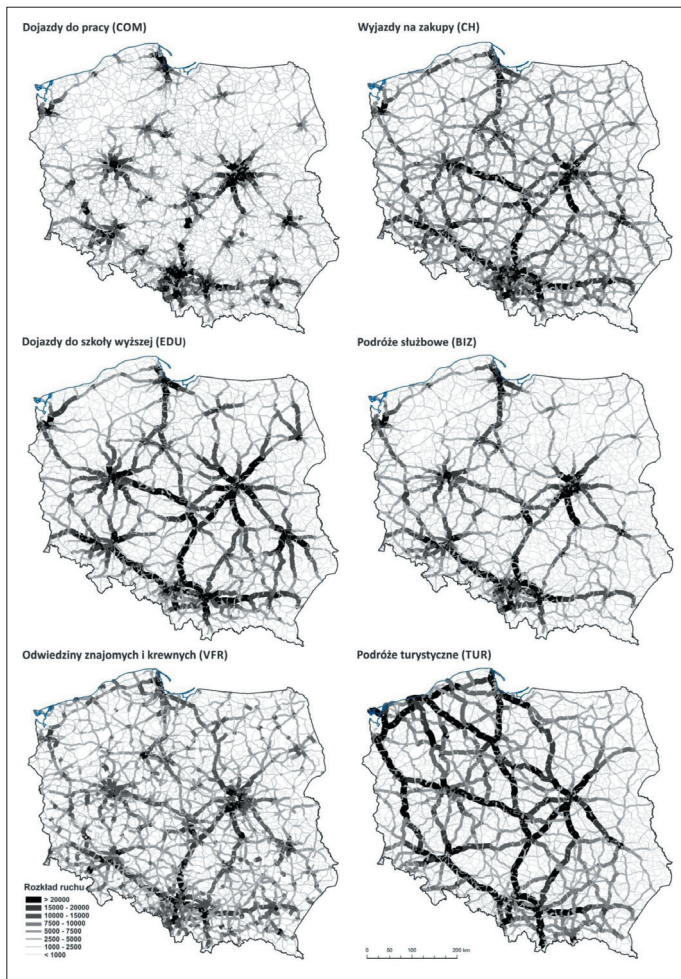 Dojazdy do pracy (COM)
Wyjazdy na zakupy (CH)
Dojazdy do szkoły wyższej (EDU)
Podróże służbowe (BIZ)
Odwiedziny znajomych i krewnych (VFR)
Podróże turystyczne (TUR)
Rozkład ruchu
> 20000
15000 - 20000
10000 - 15000
7500 - 10000
5000 - 7500
2500 - 5000
1000 - 2500
< 1000
0 50 100 200 km